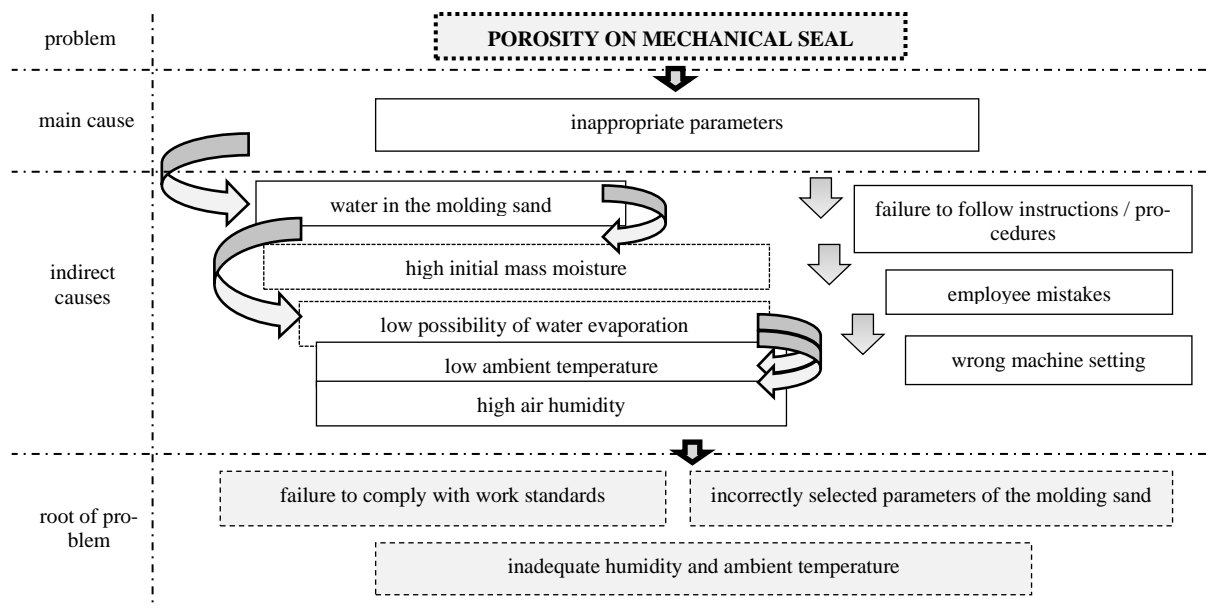 problem
POROSITY ON MECHANICAL SEAL
main cause
inappropriate parameters
indirect
causes
water in the molding sand
high initial mass moisture
low possibility of water evaporation
low ambient temperature
high air humidity
failure to follow instructions / pro-
cedures
employee mistakes
wrong machine setting
root of pro-
blem
failure to comply with work standards
incorrectly selected parameters of the molding sand
inadequate humidity and ambient temperature